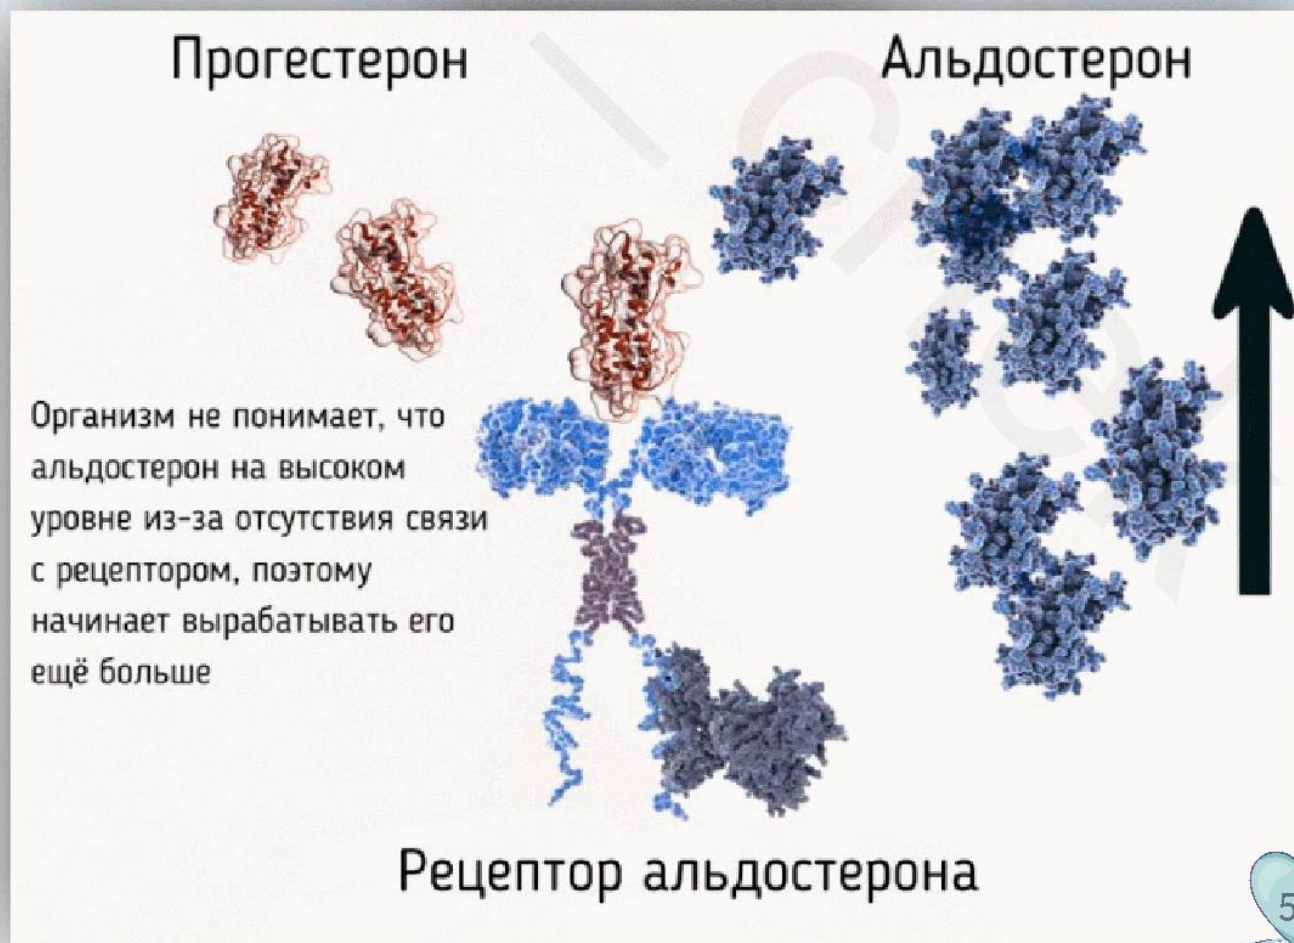 Прогестерон
Альдостерон
Организм не понимает, что
альдостерон на высоком
уровне из-за отсутствия связи
с рецептором, поэтому
начинает вырабатывать его
ещё больше
Рецептор альдостерона
5